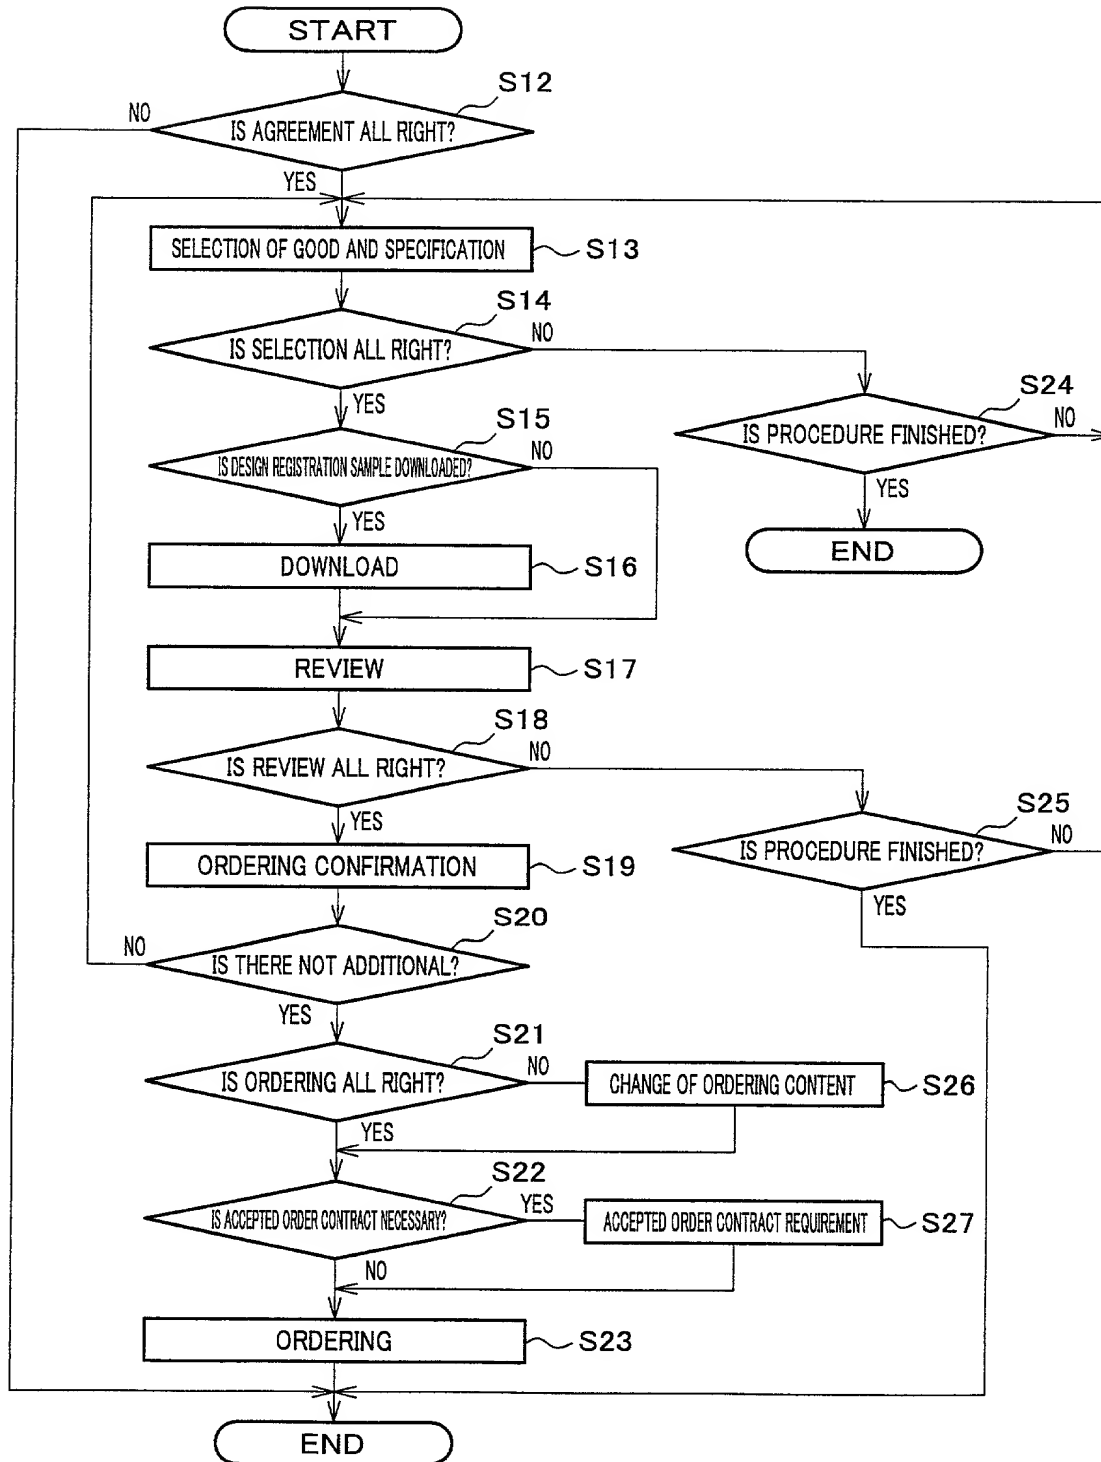 START
S12
NO
IS AGREEMENT ALL RIGHT?
YES
SELECTION OF GOOD AND SPECIFICATION
S13
S14
NO
IS SELECTION ALL RIGHT?
YES
S24
NO
IS PROCEDURE FINISHED?
YES
END
S15
NO
IS DESIGN REGISTRATION SAMPLE DOWNLOADED?
YES
DOWNLOAD
S16
REVIEW
S17
S18
NO
IS REVIEW ALL RIGHT?
YES
S25
NO
IS PROCEDURE FINISHED?
YES
ORDERING CONFIRMATION
S19
S20
NO
IS THERE NOT ADDITIONAL?
YES
S21
NO
IS ORDERING ALL RIGHT?
YES
CHANGE OF ORDERING CONTENT
S26
S22
YES
IS ACCEPTED ORDER CONTRACT NECESSARY?
NO
ACCEPTED ORDER CONTRACT REQUIREMENT
S27
ORDERING
S23
END